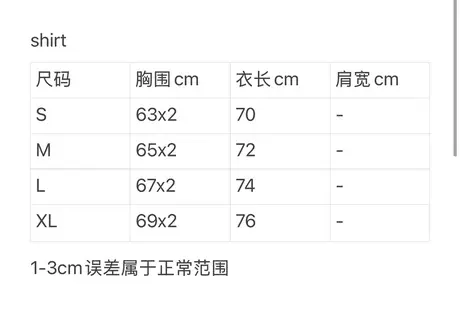 shirt
尺码 胸围cm 衣长cm 肩宽cm
S 63x2 70 -
M 65x2 72 -
L 67x2 74 -
XL 69x2 76 -
1-3cm误差属于正常范围